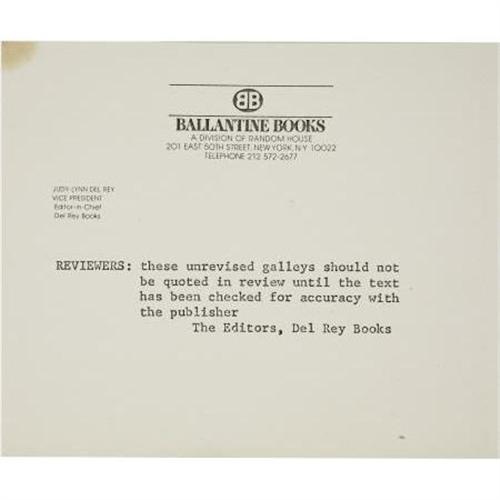 BB
BALLANTINE BOOKS
A DIVISION OF RANDOM HOUSE
201 EAST 50TH STREET, NEW YORK, N.Y. 10022
TELEPHONE 212 572-2677
JUDY-LYNN DEL REY
VICE PRESIDENT
Editor-in-Chief
Del Rey Books
REVIEWERS: these unrevised galleys should not
be quoted in review until the text
has been checked for accuracy with
the publisher
The Editors, Del Rey Books